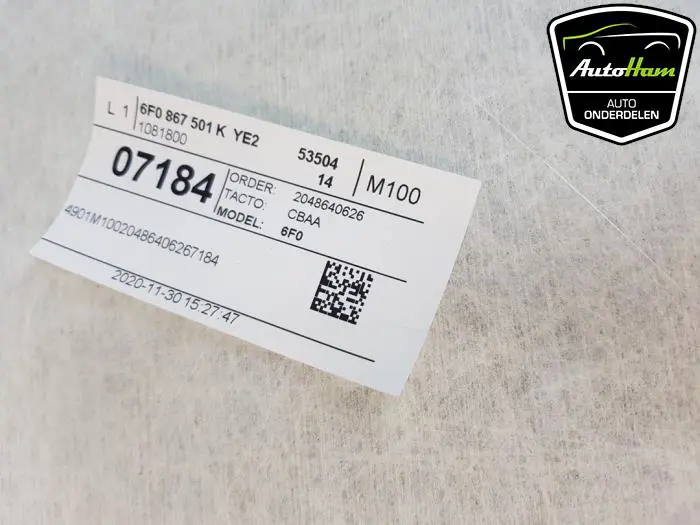 L 1 6F0 867 501 K YE2
1081800
53504
14
M100
07184
ORDER: 2048640626
TACTO: CBAA
MODEL: 6F0
4901M10020486406267184
2020-11-30 15:27:47
AutoHam
AUTO
ONDERDELEN